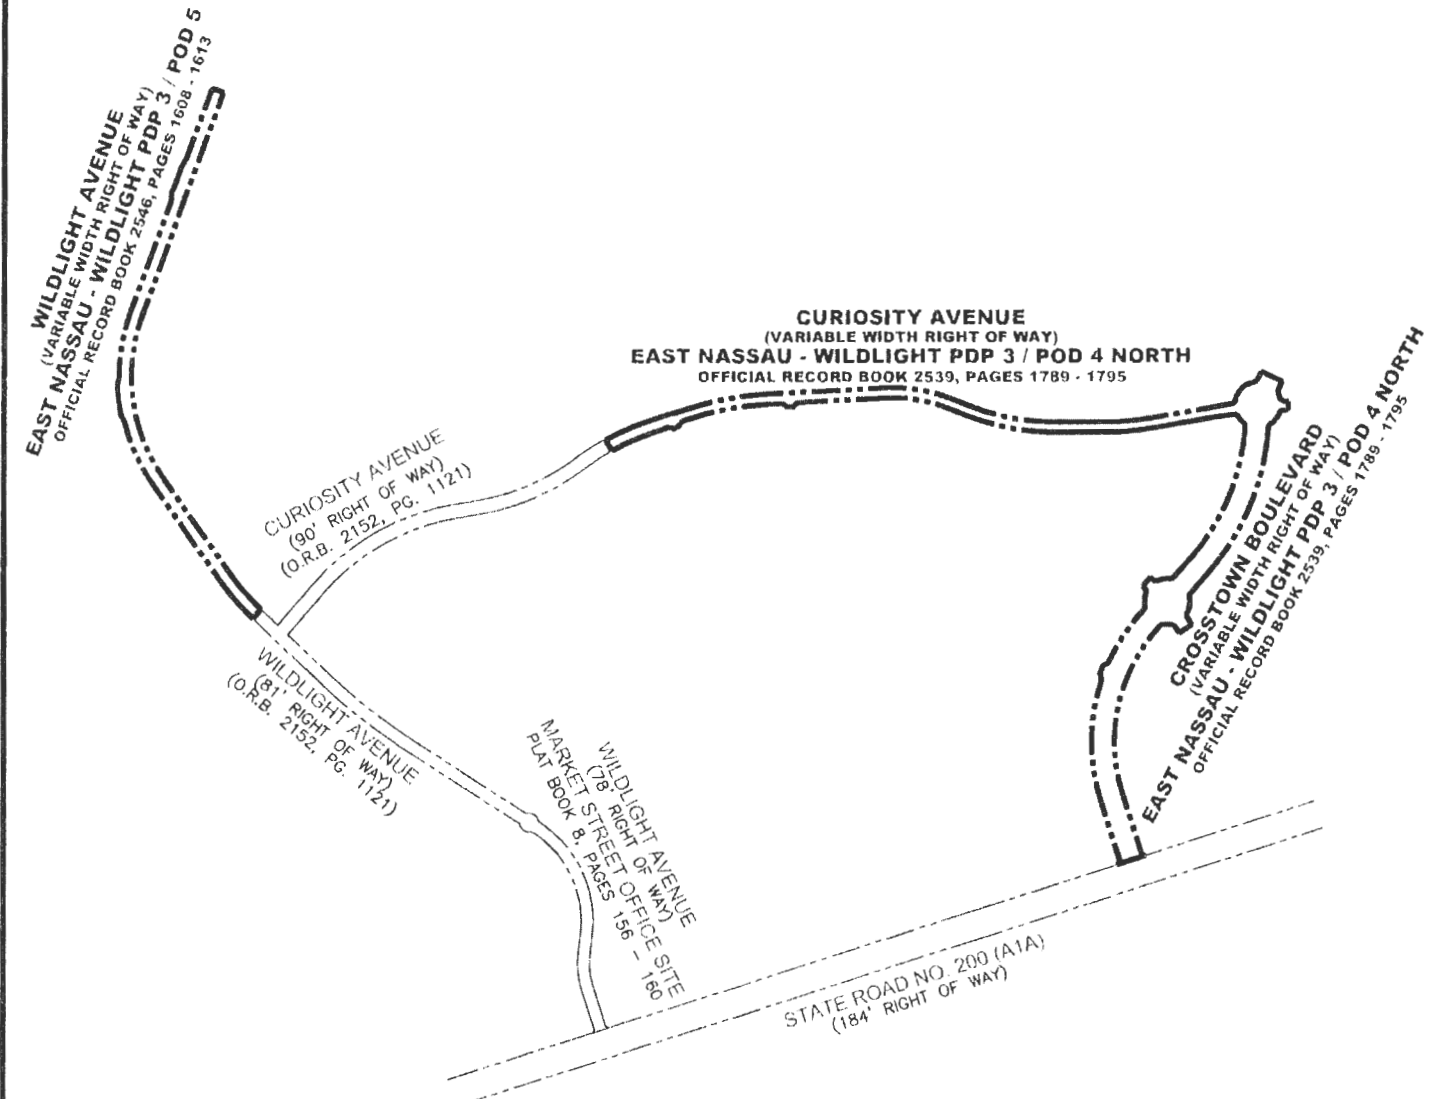 WILDLIGHT AVENUE
(VARIABLE WIDTH RIGHT OF WAY)
EAST NASSAU - WILDLIGHT PDP 3 / POD 5
OFFICIAL RECORD BOOK 2546, PAGES 1608 - 1613
CURIOSITY AVENUE
(VARIABLE WIDTH RIGHT OF WAY)
EAST NASSAU - WILDLIGHT PDP 3 / POD 4 NORTH
OFFICIAL RECORD BOOK 2539, PAGES 1789 - 1795
CROSSTOWN BOULEVARD
(VARIABLE WIDTH RIGHT OF WAY)
EAST NASSAU - WILDLIGHT PDP 3 / POD 4 NORTH
OFFICIAL RECORD BOOK 2539, PAGES 1789 - 1795
CURIOSITY AVENUE
(90' RIGHT OF WAY)
(O.R.B. 2152, PG. 1121)
WILDLIGHT AVENUE
(81' RIGHT OF WAY)
(O.R.B. 2152, PG. 1121)
WILDLIGHT AVENUE
(78' RIGHT OF WAY)
MARKET STREET OFFICE SITE
PLAT BOOK 8, PAGES 156 – 160
STATE ROAD NO. 200 (A1A)
(184' RIGHT OF WAY)